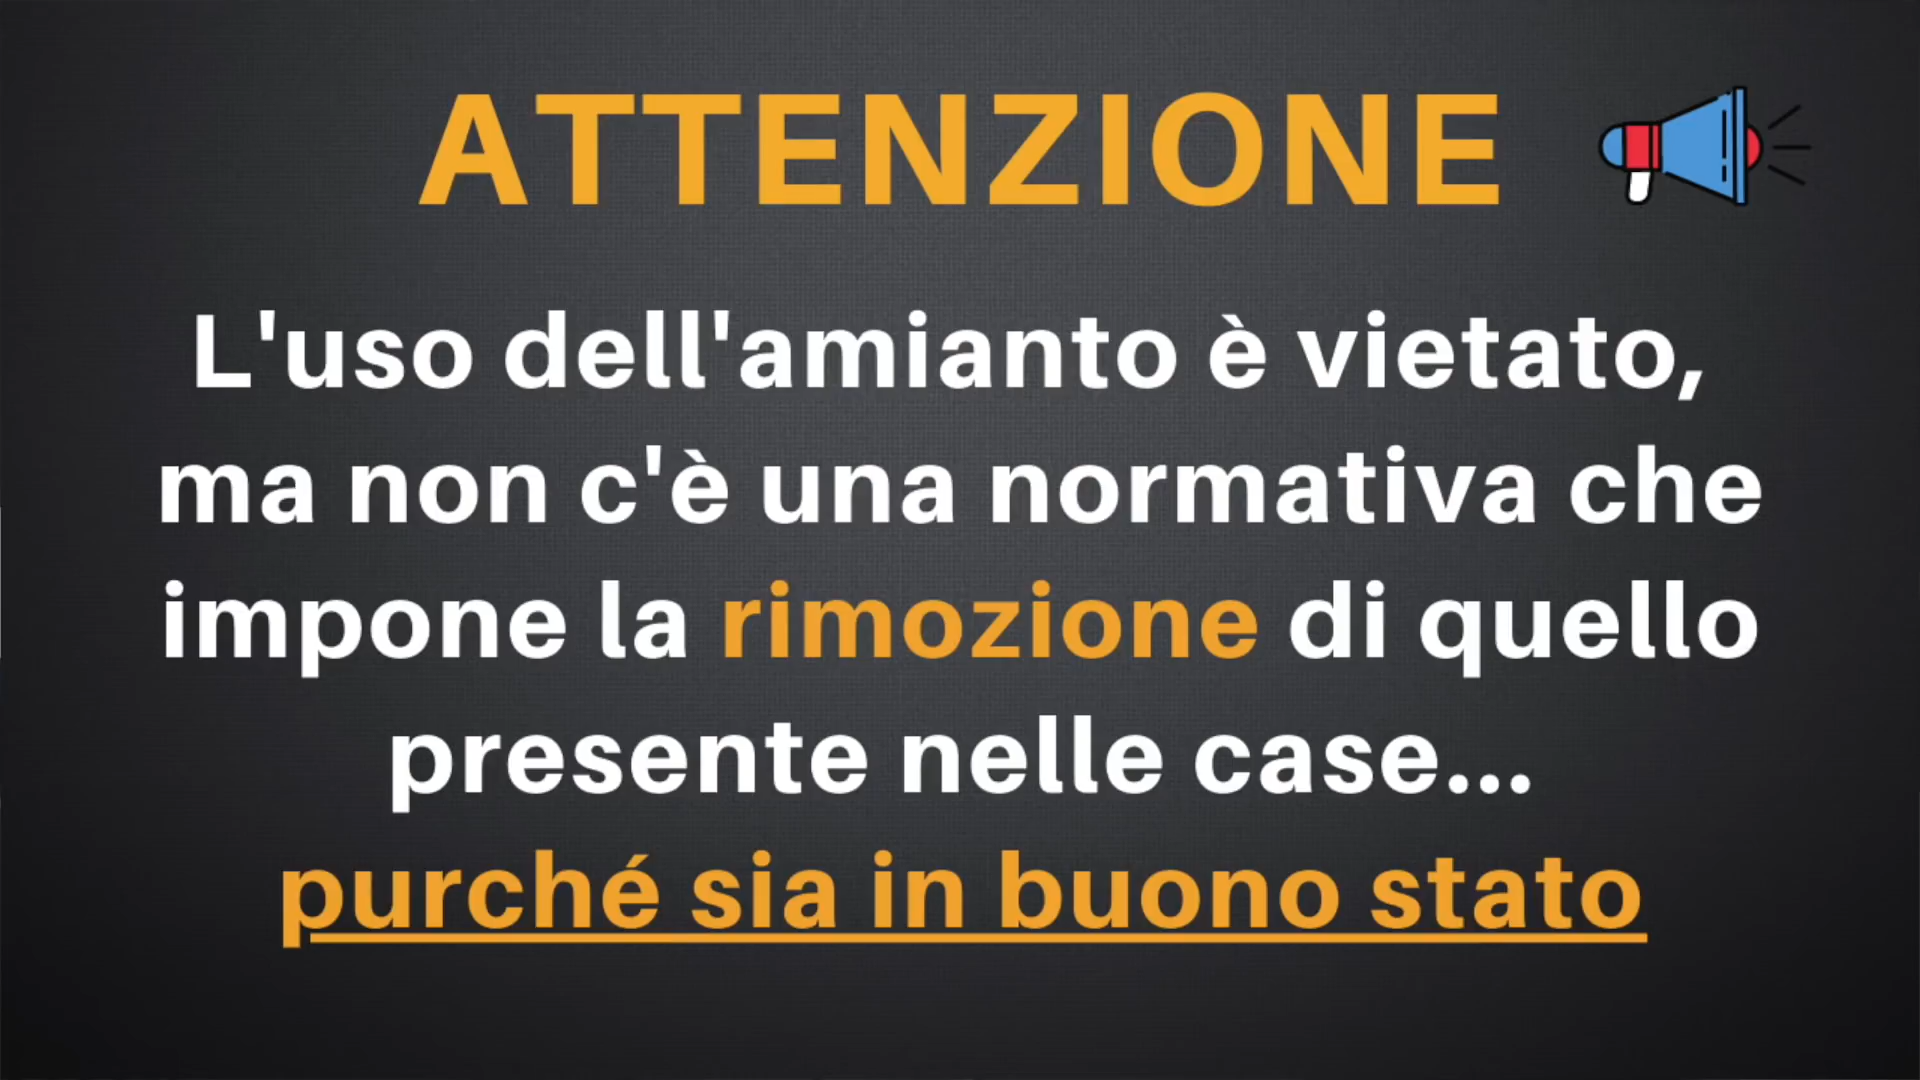 ATTENZIONE
L'uso dell'amianto è vietato,
ma non c'è una normativa che
impone la rimozione di quello
presente nelle case...
purché sia in buono stato